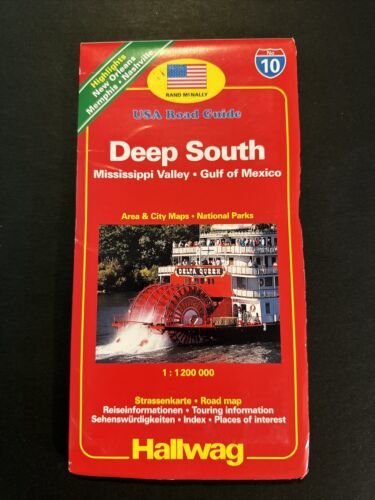 Highlights
New Orleans
Memphis • Nashville
No
10
RAND McNALLY
USA Road Guide
Deep South
Mississippi Valley • Gulf of Mexico
Area & City Maps • National Parks
DELTA QUEEN
1 : 1 200 000
Strassenkarte • Road map
Reiseinformationen • Touring information
Sehenswürdigkeiten • Index • Places of interest
Hallwag